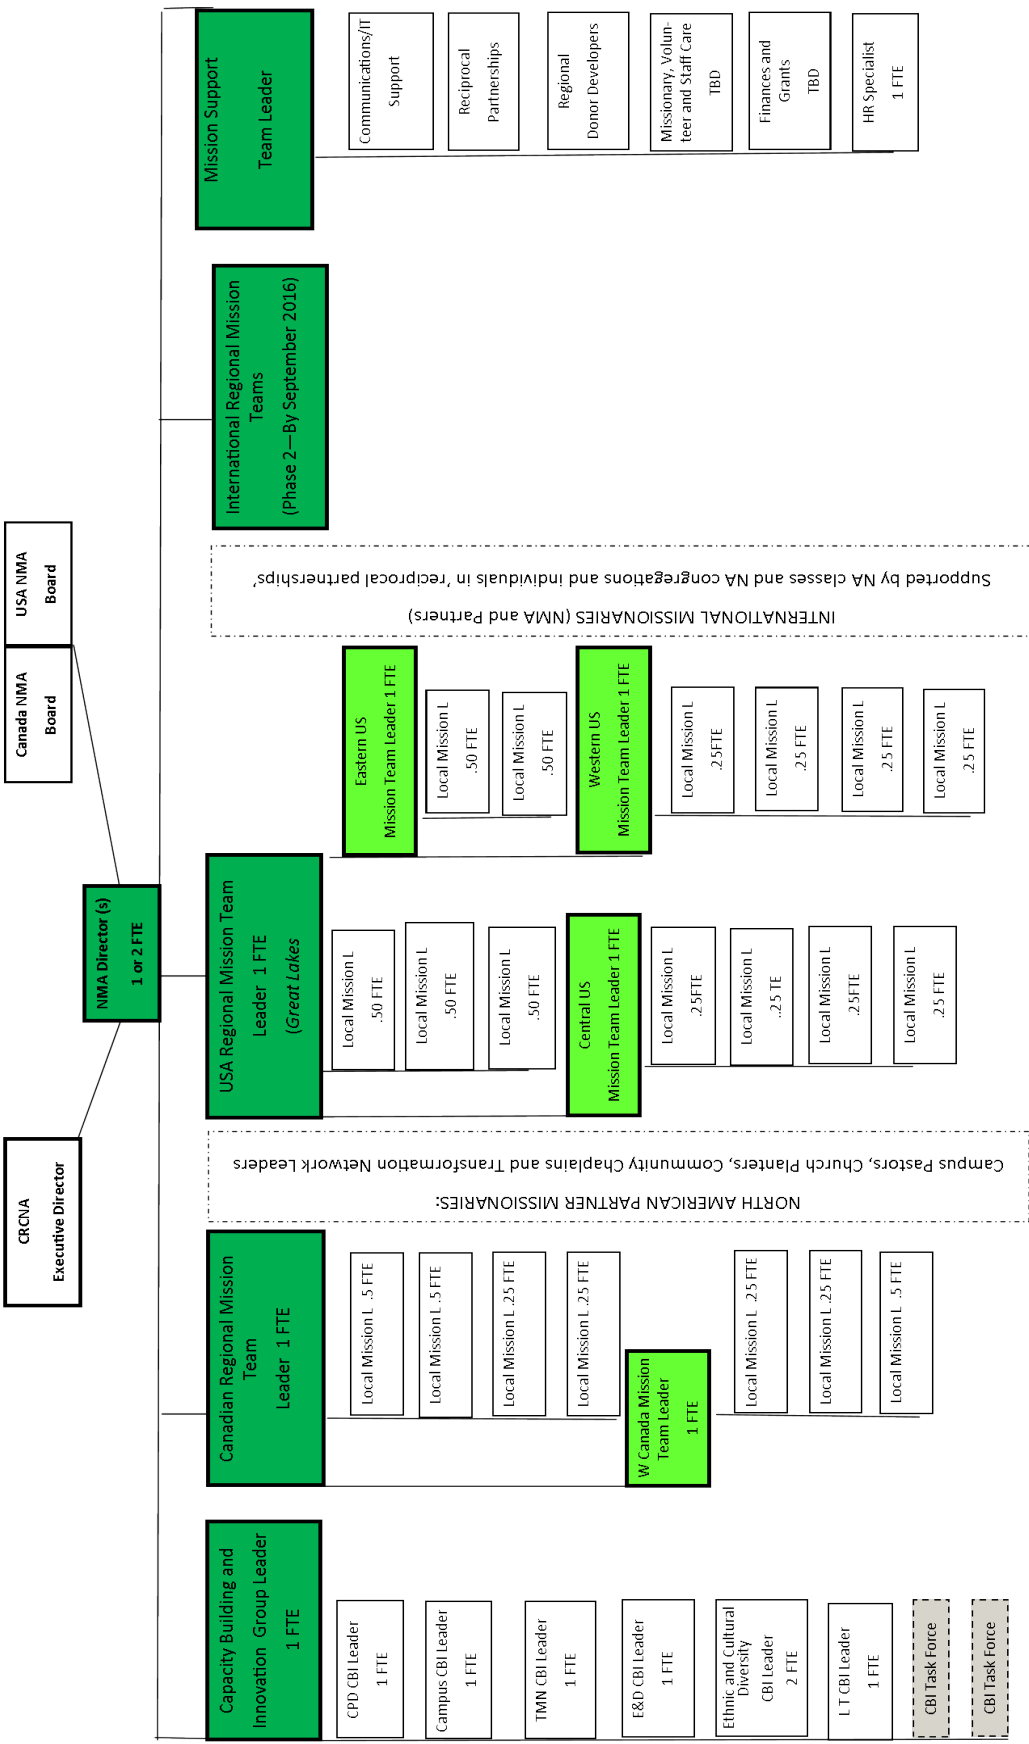 CRCNA
Executive Director
Canada NMA
Board
USA NMA
Board
NMA Director (s)
1 or 2 FTE
Capacity Building and
Innovation  Group Leader
1 FTE
CPD CBI Leader
1 FTE
Campus CBI Leader
1 FTE
TMN CBI Leader
1 FTE
E&D CBI Leader
1 FTE
Ethnic and Cultural
Diversity
CBI Leader
2 FTE
L T CBI Leader
1 FTE
CBI Task Force
CBI Task Force
Canadian Regional Mission
Team
Leader  1 FTE
Local Mission L  .5 FTE
Local Mission L  .5 FTE
Local Mission L .25 FTE
Local Mission L .25 FTE
W Canada Mission
Team Leader
1 FTE
Local Mission L  .25 FTE
Local Mission L .25 FTE
Local Mission L  .5 FTE
NORTH AMERICAN PARTNER MISSIONARIES:
Campus Pastors, Church Planters, Community Chaplains and Transformation Network Leaders
USA Regional Mission Team
Leader  1 FTE
(Great Lakes
Local Mission L
.50 FTE
Local Mission L
.50 FTE
Local Mission L
.50 FTE
Central US
Mission Team Leader 1 FTE
Local Mission L
.25FTE
Local Mission L
..25 TE
Local Mission L
.25FTE
Local Mission L
.25 FTE
Eastern US
Mission Team Leader 1 FTE
Local Mission L
.50 FTE
Local Mission L
.50 FTE
Western US
Mission Team Leader 1 FTE
Local Mission L
.25FTE
Local Mission L
.25 FTE
Local Mission L
.25 FTE
Local Mission L
.25 FTE
INTERNATIONAL MISSIONARIES (NMA and Partners)
Supported by NA classes and NA congregations and individuals in 'reciprocal partnerships'
International Regional Mission
Teams
(Phase 2—By September 2016)
Mission Support
Team Leader
Communications/IT
Support
Reciprocal
Partnerships
Regional
Donor Developers
Missionary, Volun-
teer and Staff Care
TBD
Finances and
Grants
TBD
HR Specialist
1 FTE